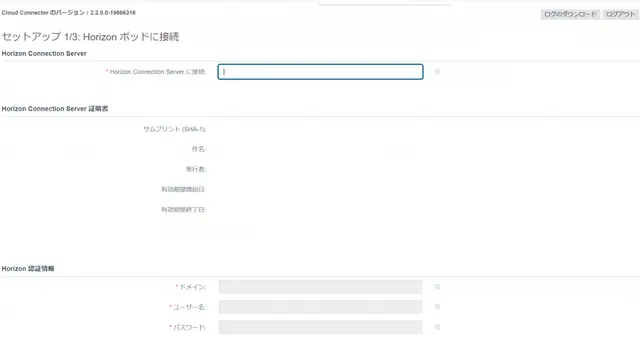 Cloud Connector のバージョン : 2.2.0.0-19666316
ログのダウンロード ログアウト
セットアップ 1/3: Horizon ポッドに接続
Horizon Connection Server
* Horizon Connection Server に接続:
Horizon Connection Server 証明書
サムプリント (SHA-1):
件名:
発行者:
有効期間開始日:
有効期間終了日:
Horizon 認証情報
* ドメイン:
* ユーザー名:
* パスワード: